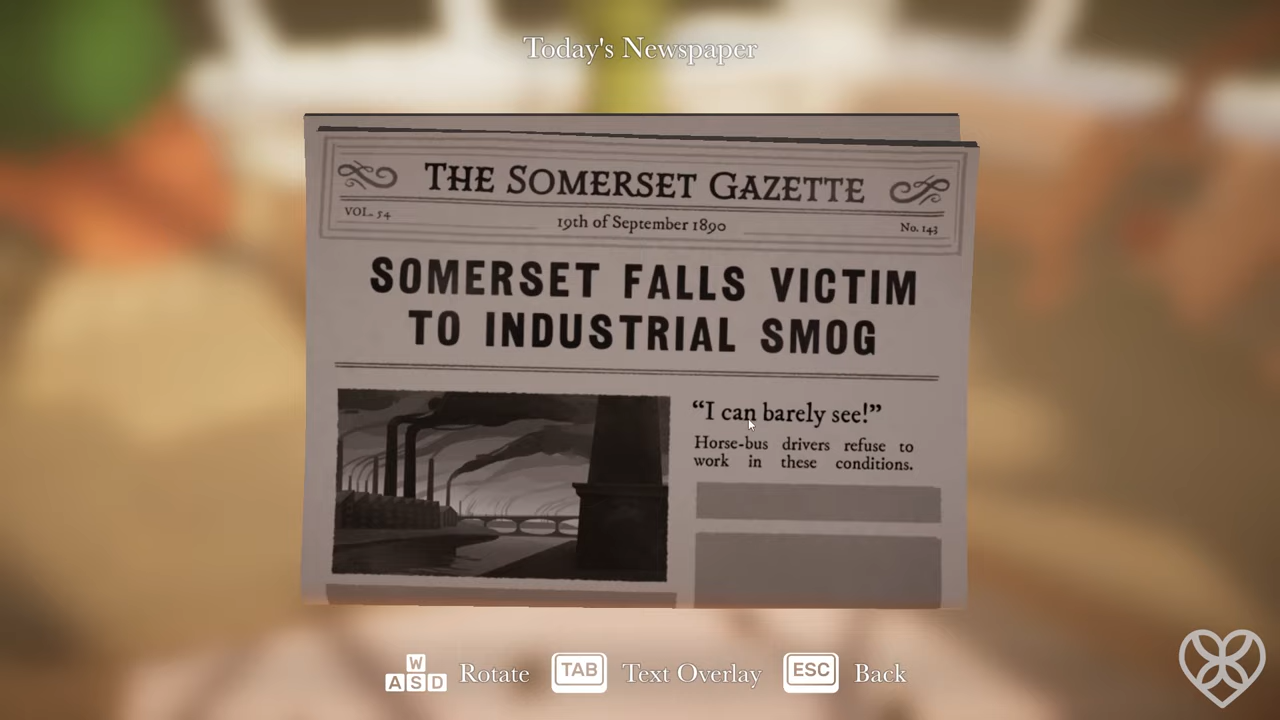 Today's Newspaper
THE SOMERSET GAZETTE
VOL. 54
19th of September 1890
No. 143
SOMERSET FALLS VICTIM
TO INDUSTRIAL SMOG
“I can barely see!”
Horse-bus drivers refuse to
work in these conditions.
W
A S D Rotate TAB Text Overlay ESC Back